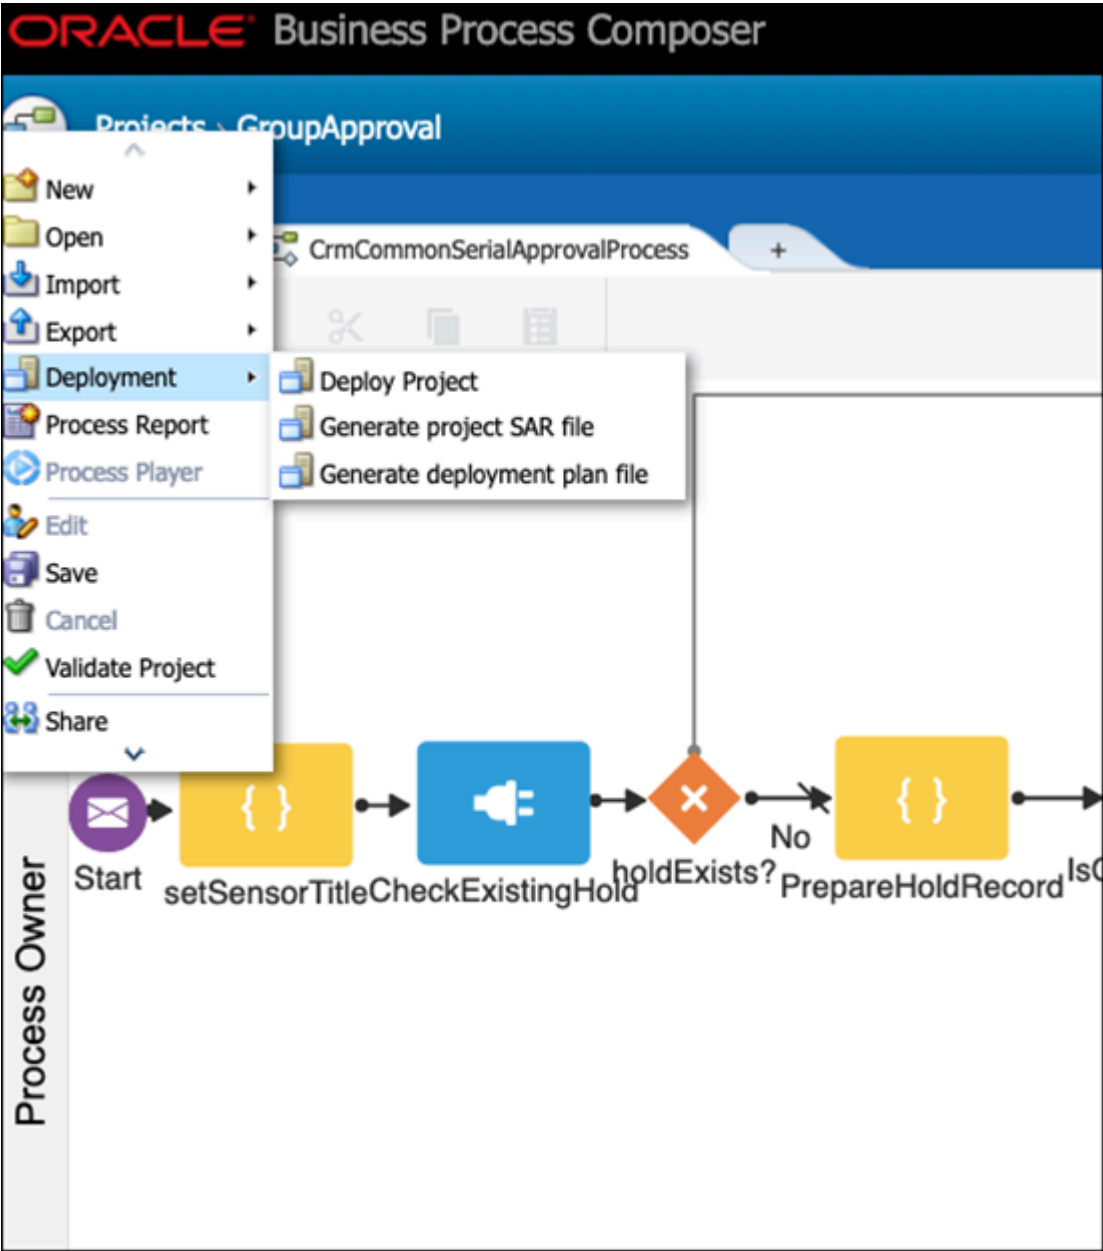 ORACLE Business Process Composer
Projects GroupApproval
New
Open
CrmCommonSerialApprovalProcess +
Import
Export
Deployment
Deploy Project
Process Report
Generate project SAR file
Process Player
Generate deployment plan file
Edit
Save
Cancel
Validate Project
Share
{ }
{ }
No
Start
setSensorTitle
CheckExistingHold
holdExists?
PrepareHoldRecord
Process Owner